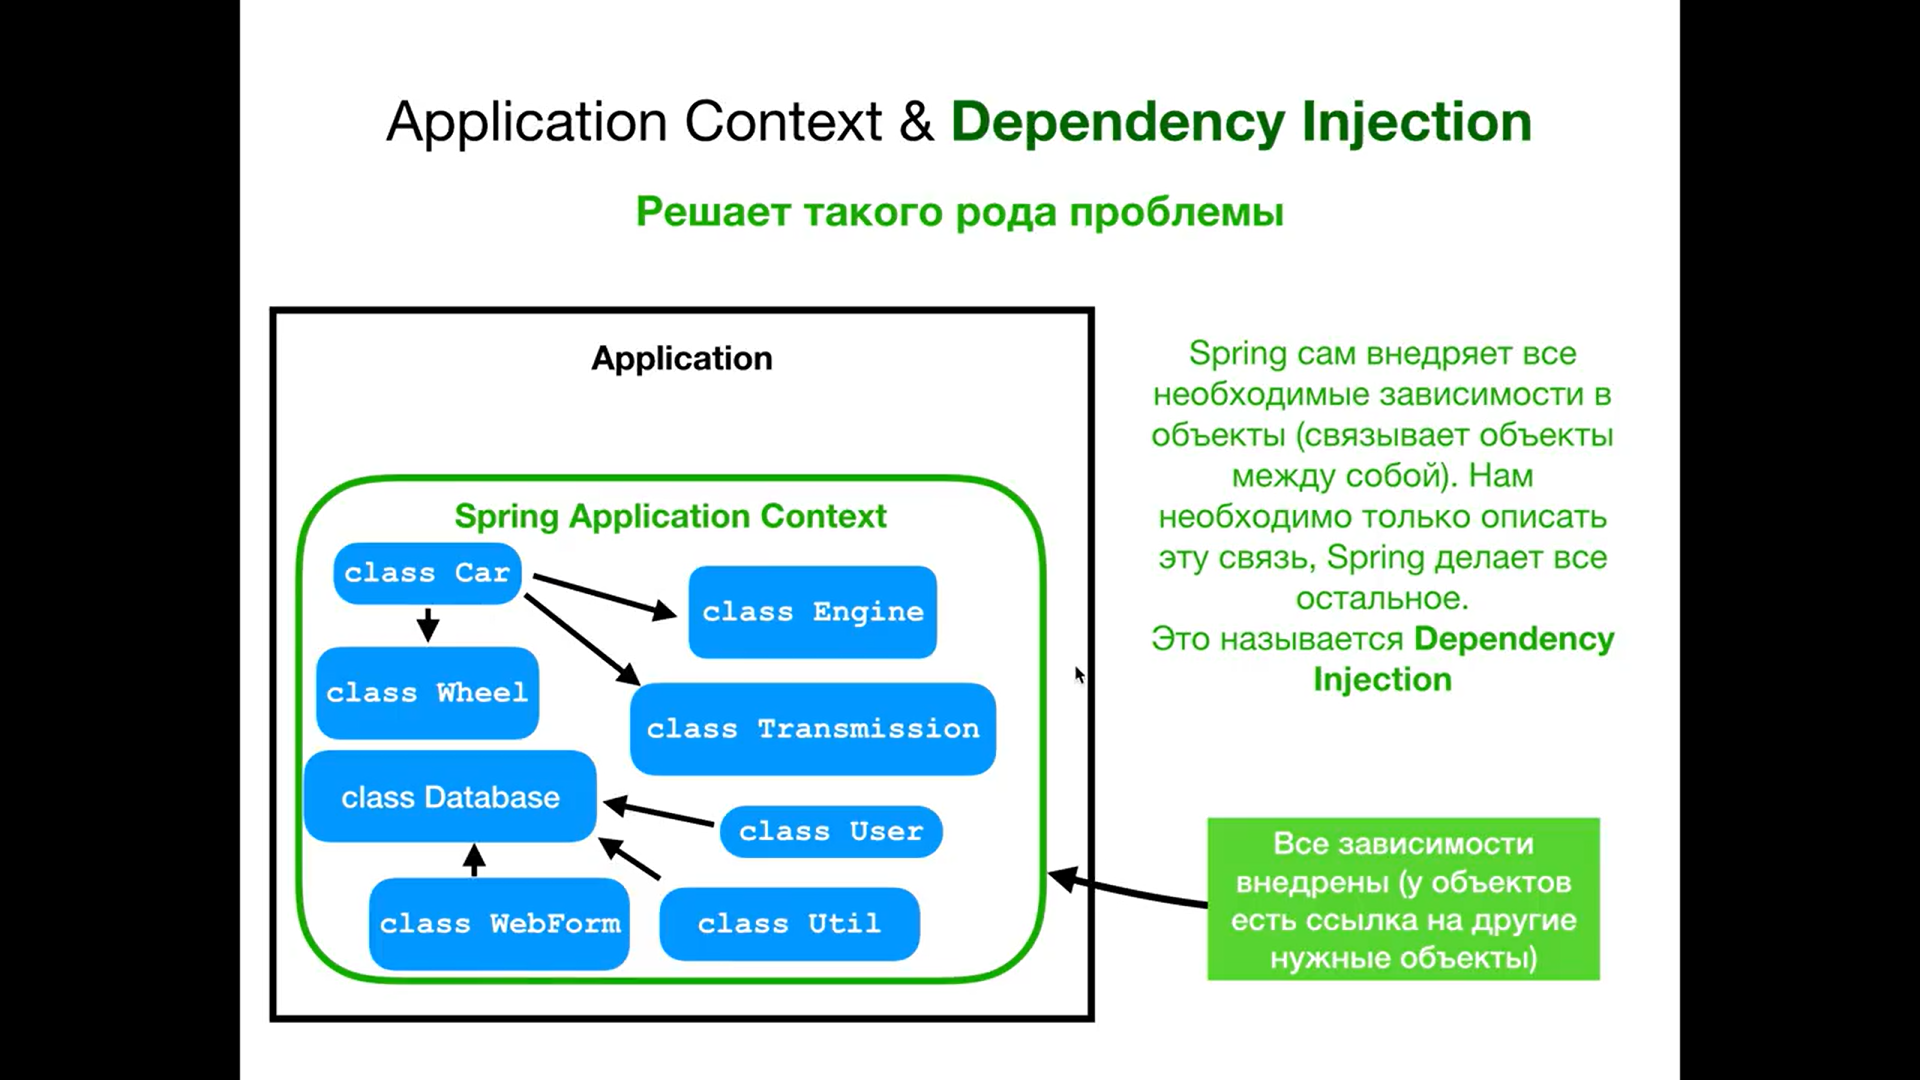 Application Context & Dependency Injection
Решает такого рода проблемы
Application
Spring Application Context
class Car
class Engine
class Wheel
class Transmission
class Database
class User
class WebForm
class Util
Spring сам внедряет все
необходимые зависимости в
объекты (связывает объекты
между собой). Нам
необходимо только описать
эту связь, Spring делает все
остальное.
Это называется Dependency
Injection
Все зависимости
внедрены (у объектов
есть ссылка на другие
нужные объекты)